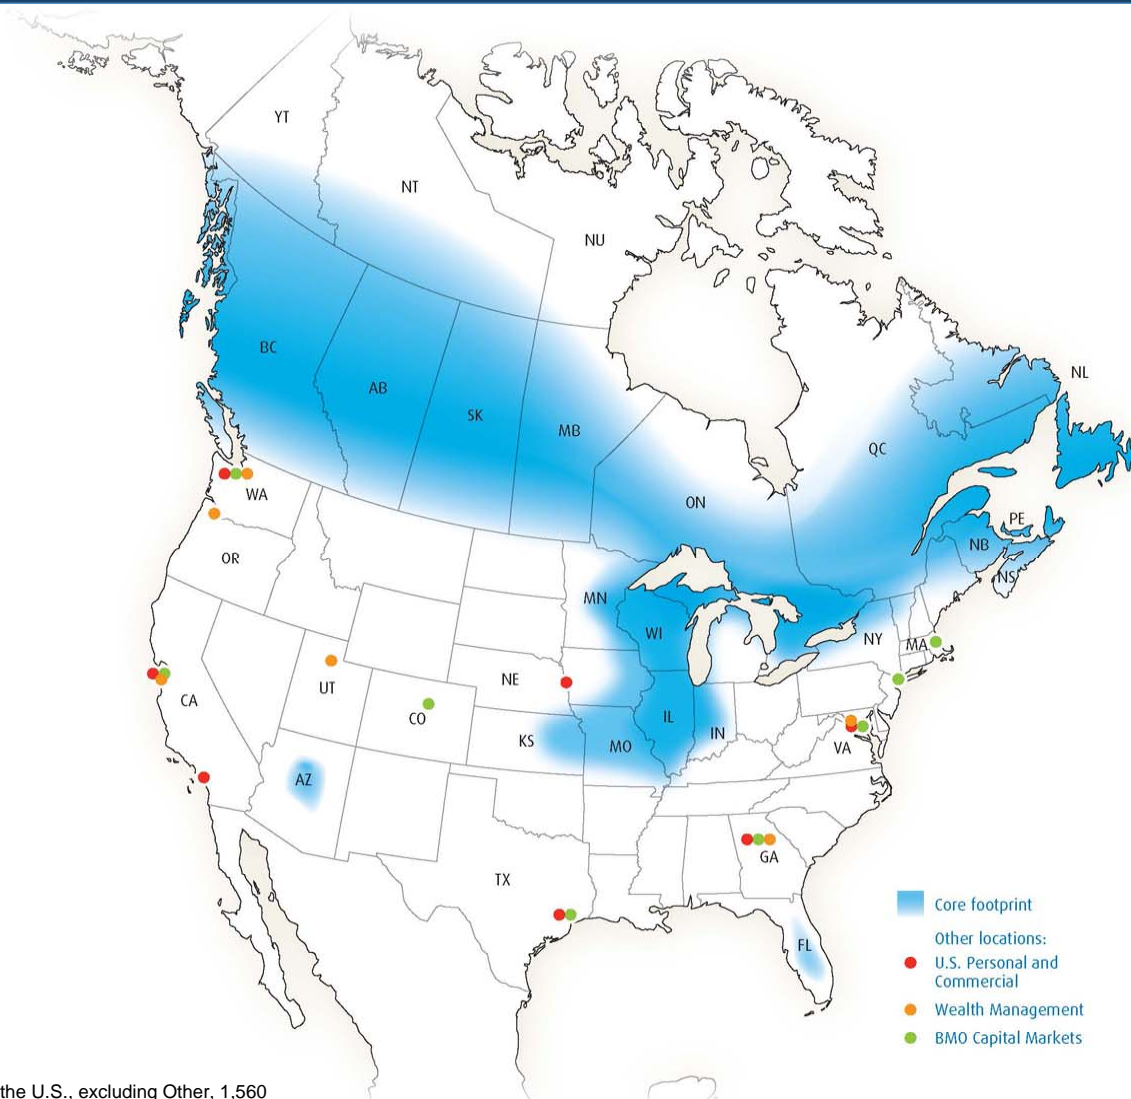 YT
NT
NU
BC
AB
SK
MB
ON
QC
NL
PE
NB
NS
WA
OR
MN
WI
NY
MA
NE
UT
CA
CO
IL
IN
KS
MO
VA
AZ
GA
TX
FL
Core footprint
Other locations:
U.S. Personal and
Commercial
Wealth Management
BMO Capital Markets
the U.S., excluding Other, 1,560